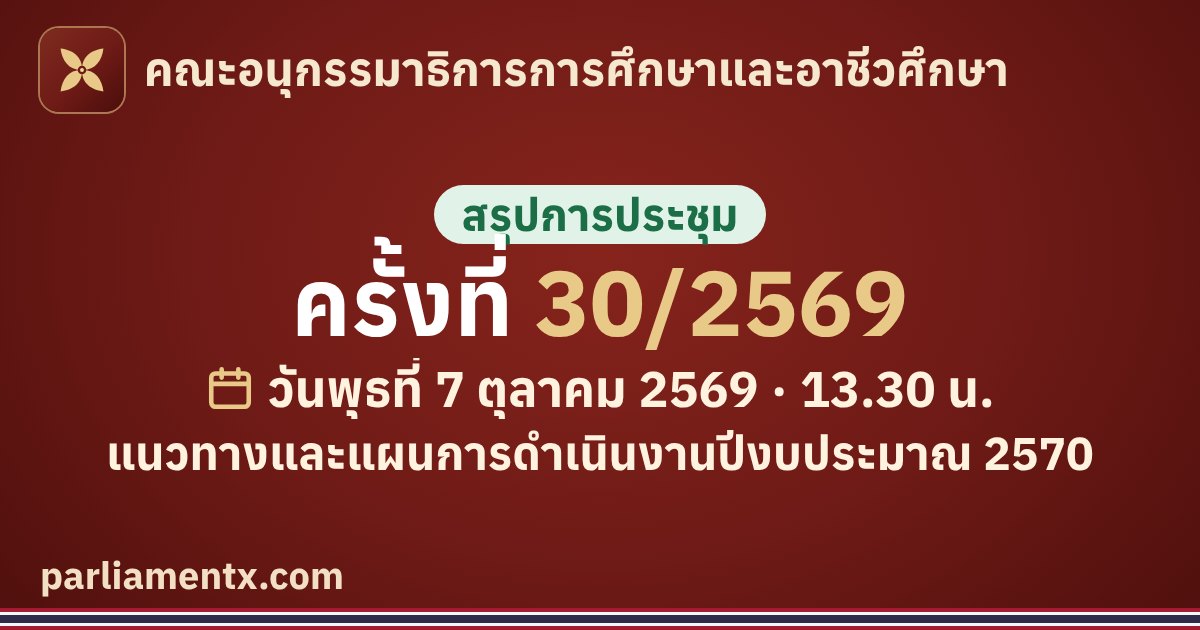 คณะอนุกรรมาธิการการศึกษาและอาชีวศึกษา
สรุปการประชุม
ครั้งที่ 30/2569
วันพุธที่ 7 ตุลาคม 2569 · 13.30 น.
แนวทางและแผนการดำเนินงานปีงบประมาณ 2570
parliamentx.com